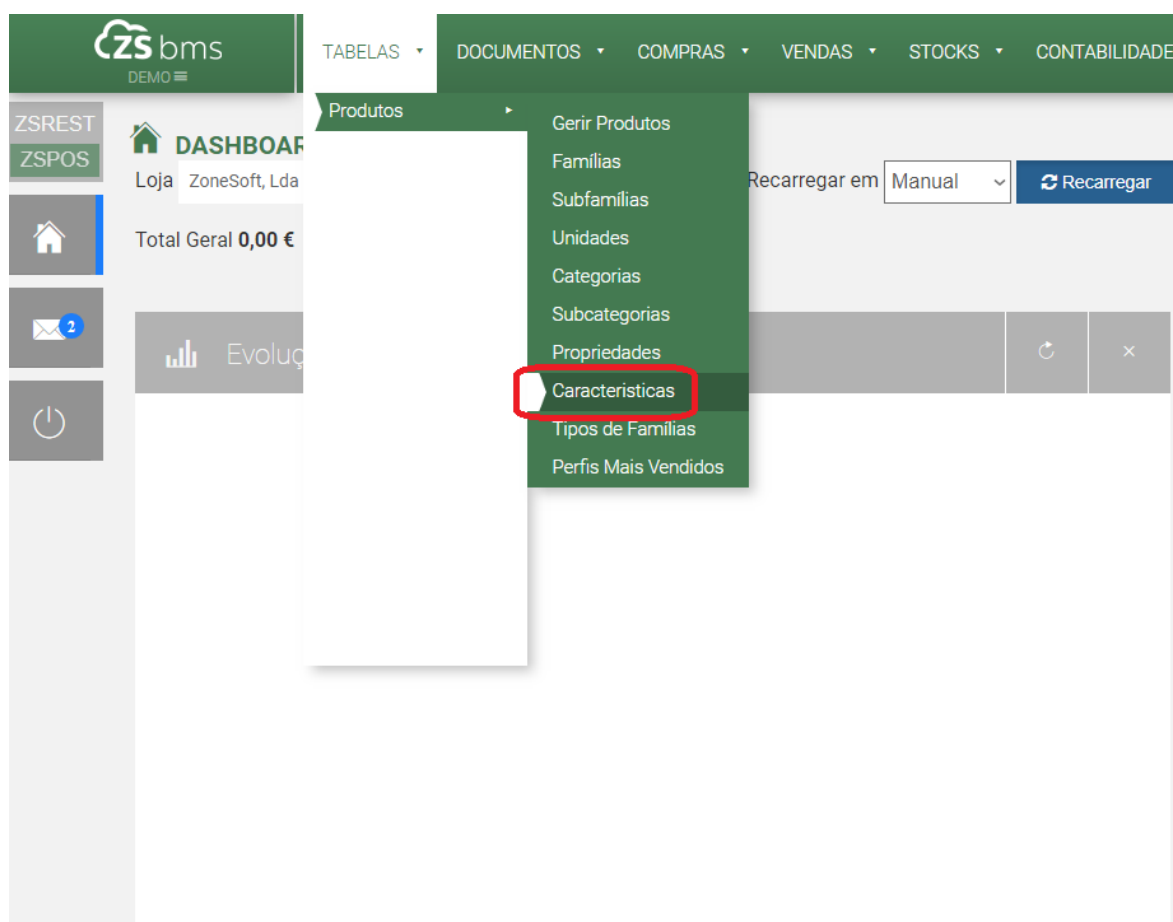 ZS bms
DEMO
TABELAS
DOCUMENTOS
COMPRAS
VENDAS
STOCKS
CONTABILIDADE
ZSREST
ZSPOS
DASHBOAR
Loja ZoneSoft, Lda
Total Geral 0,00 €
2
Evoluç
Produtos
Gerir Produtos
Famílias
Subfamílias
Unidades
Categorias
Subcategorias
Propriedades
Caracteristicas
Tipos de Famílias
Perfis Mais Vendidos
Recarregar em Manual
Recarregar